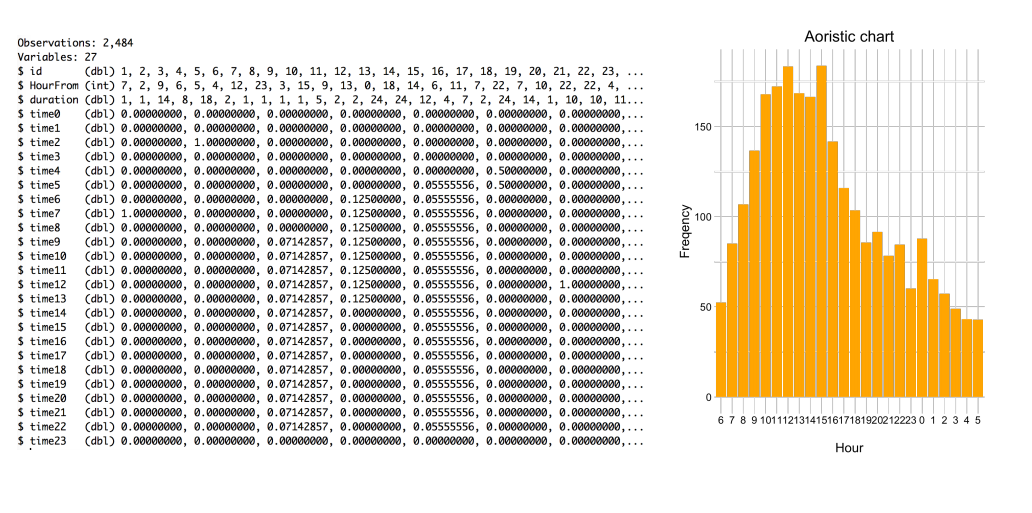 Observations: 2,484
Variables: 27
$ id (dbl) 1, 2, 3, 4, 5, 6, 7, 8, 9, 10, 11, 12, 13, 14, 15, 16, 17, 18, 19, 20, 21, 22, 23, ...
$ HourFrom (int) 7, 2, 9, 6, 5, 4, 12, 23, 3, 15, 9, 13, 0, 18, 14, 6, 11, 7, 22, 7, 10, 22, 22, 4, ...
$ duration (dbl) 1, 1, 14, 8, 18, 2, 1, 1, 1, 1, 5, 2, 2, 24, 24, 12, 4, 7, 2, 24, 14, 1, 10, 10, 11...
$ time0 (dbl) 0.00000000, 0.00000000, 0.00000000, 0.00000000, 0.00000000, 0.00000000, 0.00000000,...
$ time1 (dbl) 0.00000000, 0.00000000, 0.00000000, 0.00000000, 0.00000000, 0.00000000, 0.00000000,...
$ time2 (dbl) 0.00000000, 1.00000000, 0.00000000, 0.00000000, 0.00000000, 0.00000000, 0.00000000,...
$ time3 (dbl) 0.00000000, 0.00000000, 0.00000000, 0.00000000, 0.00000000, 0.00000000, 0.00000000,...
$ time4 (dbl) 0.00000000, 0.00000000, 0.00000000, 0.00000000, 0.00000000, 0.50000000, 0.00000000,...
$ time5 (dbl) 0.00000000, 0.00000000, 0.00000000, 0.00000000, 0.05555556, 0.50000000, 0.00000000,...
$ time6 (dbl) 0.00000000, 0.00000000, 0.00000000, 0.12500000, 0.05555556, 0.00000000, 0.00000000,...
$ time7 (dbl) 1.00000000, 0.00000000, 0.00000000, 0.12500000, 0.05555556, 0.00000000, 0.00000000,...
$ time8 (dbl) 0.00000000, 0.00000000, 0.00000000, 0.12500000, 0.05555556, 0.00000000, 0.00000000,...
$ time9 (dbl) 0.00000000, 0.00000000, 0.07142857, 0.12500000, 0.05555556, 0.00000000, 0.00000000,...
$ time10 (dbl) 0.00000000, 0.00000000, 0.07142857, 0.12500000, 0.05555556, 0.00000000, 0.00000000,...
$ time11 (dbl) 0.00000000, 0.00000000, 0.07142857, 0.12500000, 0.05555556, 0.00000000, 0.00000000,...
$ time12 (dbl) 0.00000000, 0.00000000, 0.07142857, 0.12500000, 0.05555556, 0.00000000, 1.00000000,...
$ time13 (dbl) 0.00000000, 0.00000000, 0.07142857, 0.12500000, 0.05555556, 0.00000000, 0.00000000,...
$ time14 (dbl) 0.00000000, 0.00000000, 0.07142857, 0.00000000, 0.05555556, 0.00000000, 0.00000000,...
$ time15 (dbl) 0.00000000, 0.00000000, 0.07142857, 0.00000000, 0.05555556, 0.00000000, 0.00000000,...
$ time16 (dbl) 0.00000000, 0.00000000, 0.07142857, 0.00000000, 0.05555556, 0.00000000, 0.00000000,...
$ time17 (dbl) 0.00000000, 0.00000000, 0.07142857, 0.00000000, 0.05555556, 0.00000000, 0.00000000,...
$ time18 (dbl) 0.00000000, 0.00000000, 0.07142857, 0.00000000, 0.05555556, 0.00000000, 0.00000000,...
$ time19 (dbl) 0.00000000, 0.00000000, 0.07142857, 0.00000000, 0.05555556, 0.00000000, 0.00000000,...
$ time20 (dbl) 0.00000000, 0.00000000, 0.07142857, 0.00000000, 0.05555556, 0.00000000, 0.00000000,...
$ time21 (dbl) 0.00000000, 0.00000000, 0.07142857, 0.00000000, 0.05555556, 0.00000000, 0.00000000,...
$ time22 (dbl) 0.00000000, 0.00000000, 0.07142857, 0.00000000, 0.05555556, 0.00000000, 0.00000000,...
$ time23 (dbl) 0.00000000, 0.00000000, 0.00000000, 0.00000000, 0.00000000, 0.00000000, 0.00000000,...
Aoristic chart
Freqency
150
100
50
0
6 7 8 9 10 11 12 13 14 15 16 17 18 19 20 21 22 23 0 1 2 3 4 5
Hour